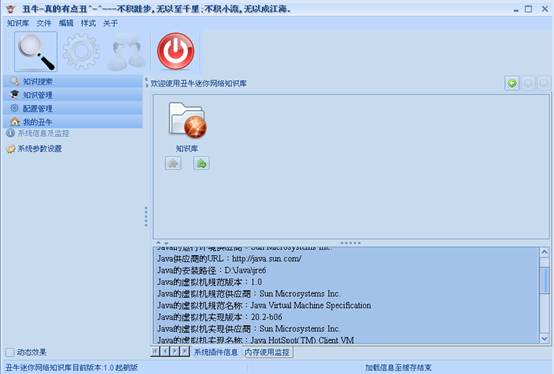 丑牛-真的有点丑^-^---不积跬步,无以至千里;不积小流,无以成江海。
知识库 文件 编辑 样式 关于
知识搜索
知识管理
配置管理
我的丑牛
系统信息及监控
系统参数设置
欢迎使用丑牛迷你网络知识库
知识库
Java的运行环境供应商：Sun Microsystems Inc.
Java供应商的URL：http://java.sun.com/
Java的安装路径：D:\Java\jre6
Java的虚拟机规范版本：1.0
Java的虚拟机规范供应商：Sun Microsystems Inc.
Java的虚拟机规范名称：Java Virtual Machine Specification
Java的虚拟机实现版本：20.2-b06
Java的虚拟机实现供应商：Sun Microsystems Inc.
Java的虚拟机实现名称：Java HotSpot(TM) Client VM
动态效果
系统插件信息 内存使用监控
丑牛迷你网络知识库目前版本:1.0 起航版
加载信息至缓存结束